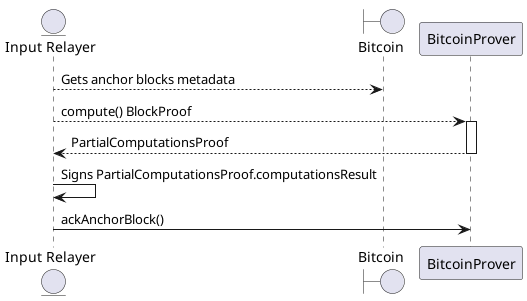 Input Relayer
Bitcoin
BitcoinProver
Gets anchor blocks metadata
compute() BlockProof
PartialComputationsProof
Signs PartialComputationsProof.computationsResult
ackAnchorBlock()
Input Relayer
Bitcoin
BitcoinProver